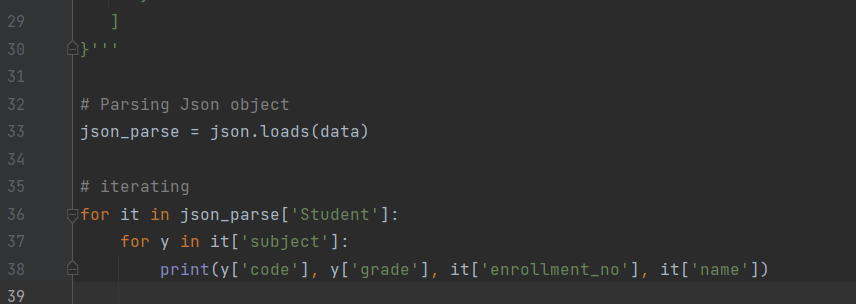 29 ]
30 }'''
31
32 # Parsing Json object
33 json_parse = json.loads(data)
34
35 # iterating
36 for it in json_parse['Student']:
37     for y in it['subject']:
38         print(y['code'], y['grade'], it['enrollment_no'], it['name'])
39